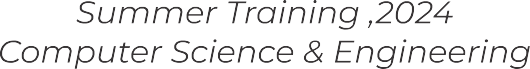 Summer Training ,2024
Computer Science & Engineering